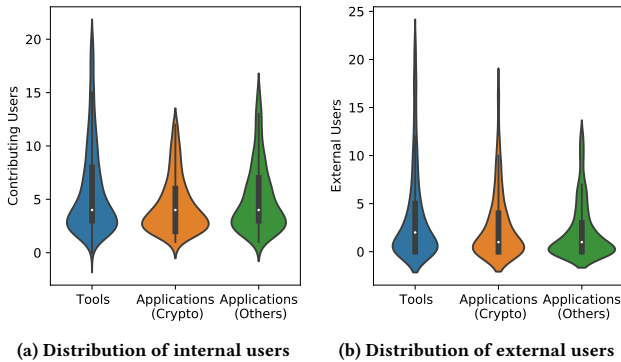 20
15
10
5
0
Contributing Users
Tools
Applications
(Crypto)
Applications
(Others)
(a) Distribution of internal users
25
20
15
10
5
0
External Users
Tools
Applications
(Crypto)
Applications
(Others)
(b) Distribution of external users